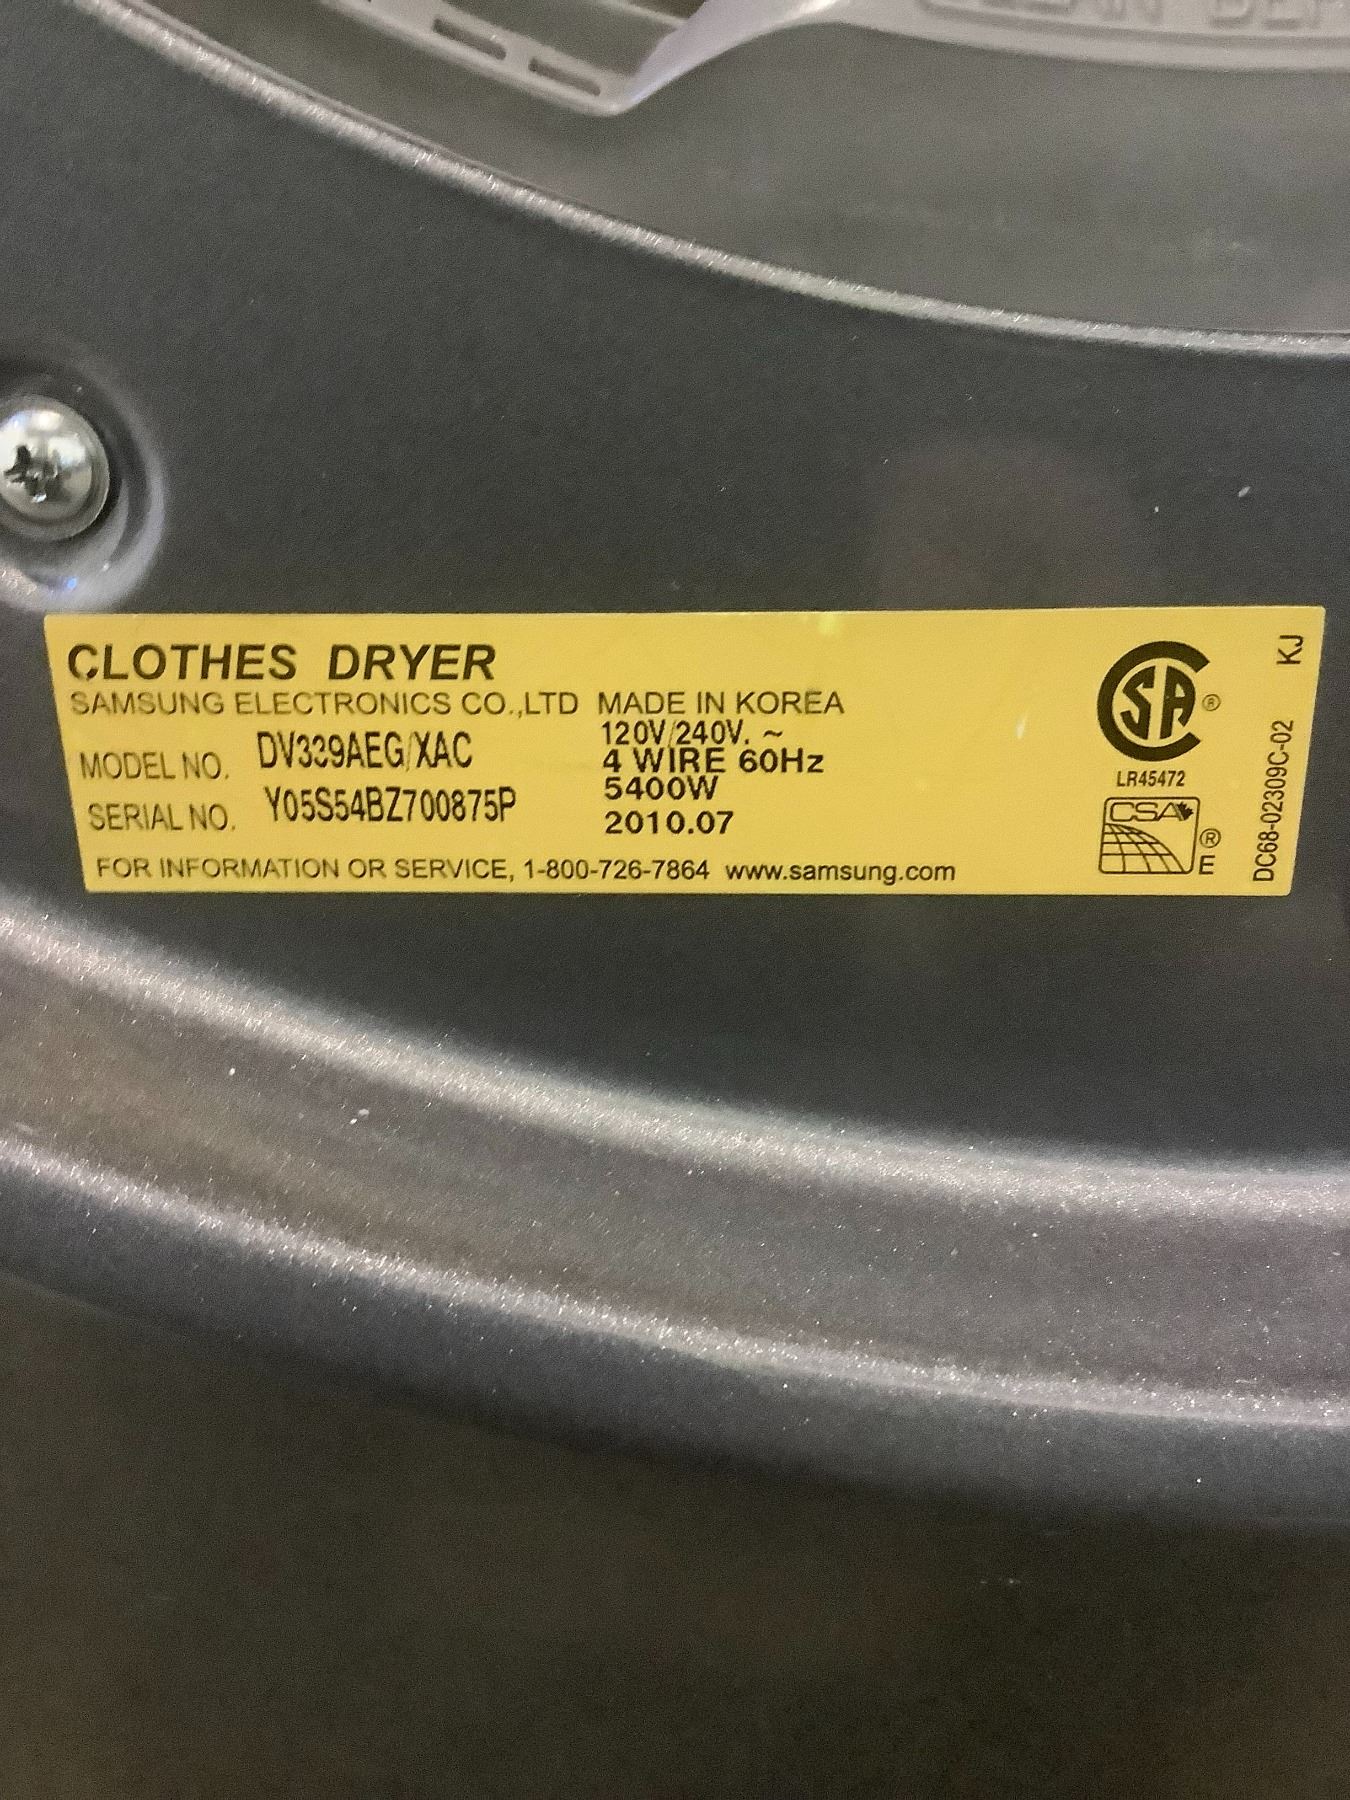 CLOTHES DRYER
SAMSUNG ELECTRONICS CO.,LTD MADE IN KOREA
MODEL NO. DV339AEG/XAC
SERIAL NO. Y05S54BZ700875P
120V/240V. ~
4 WIRE 60Hz
5400W
2010.07
FOR INFORMATION OR SERVICE, 1-800-726-7864 www.samsung.com
SA ®
LR45472
CSA ®
E
DC68-02309C-02 KJ